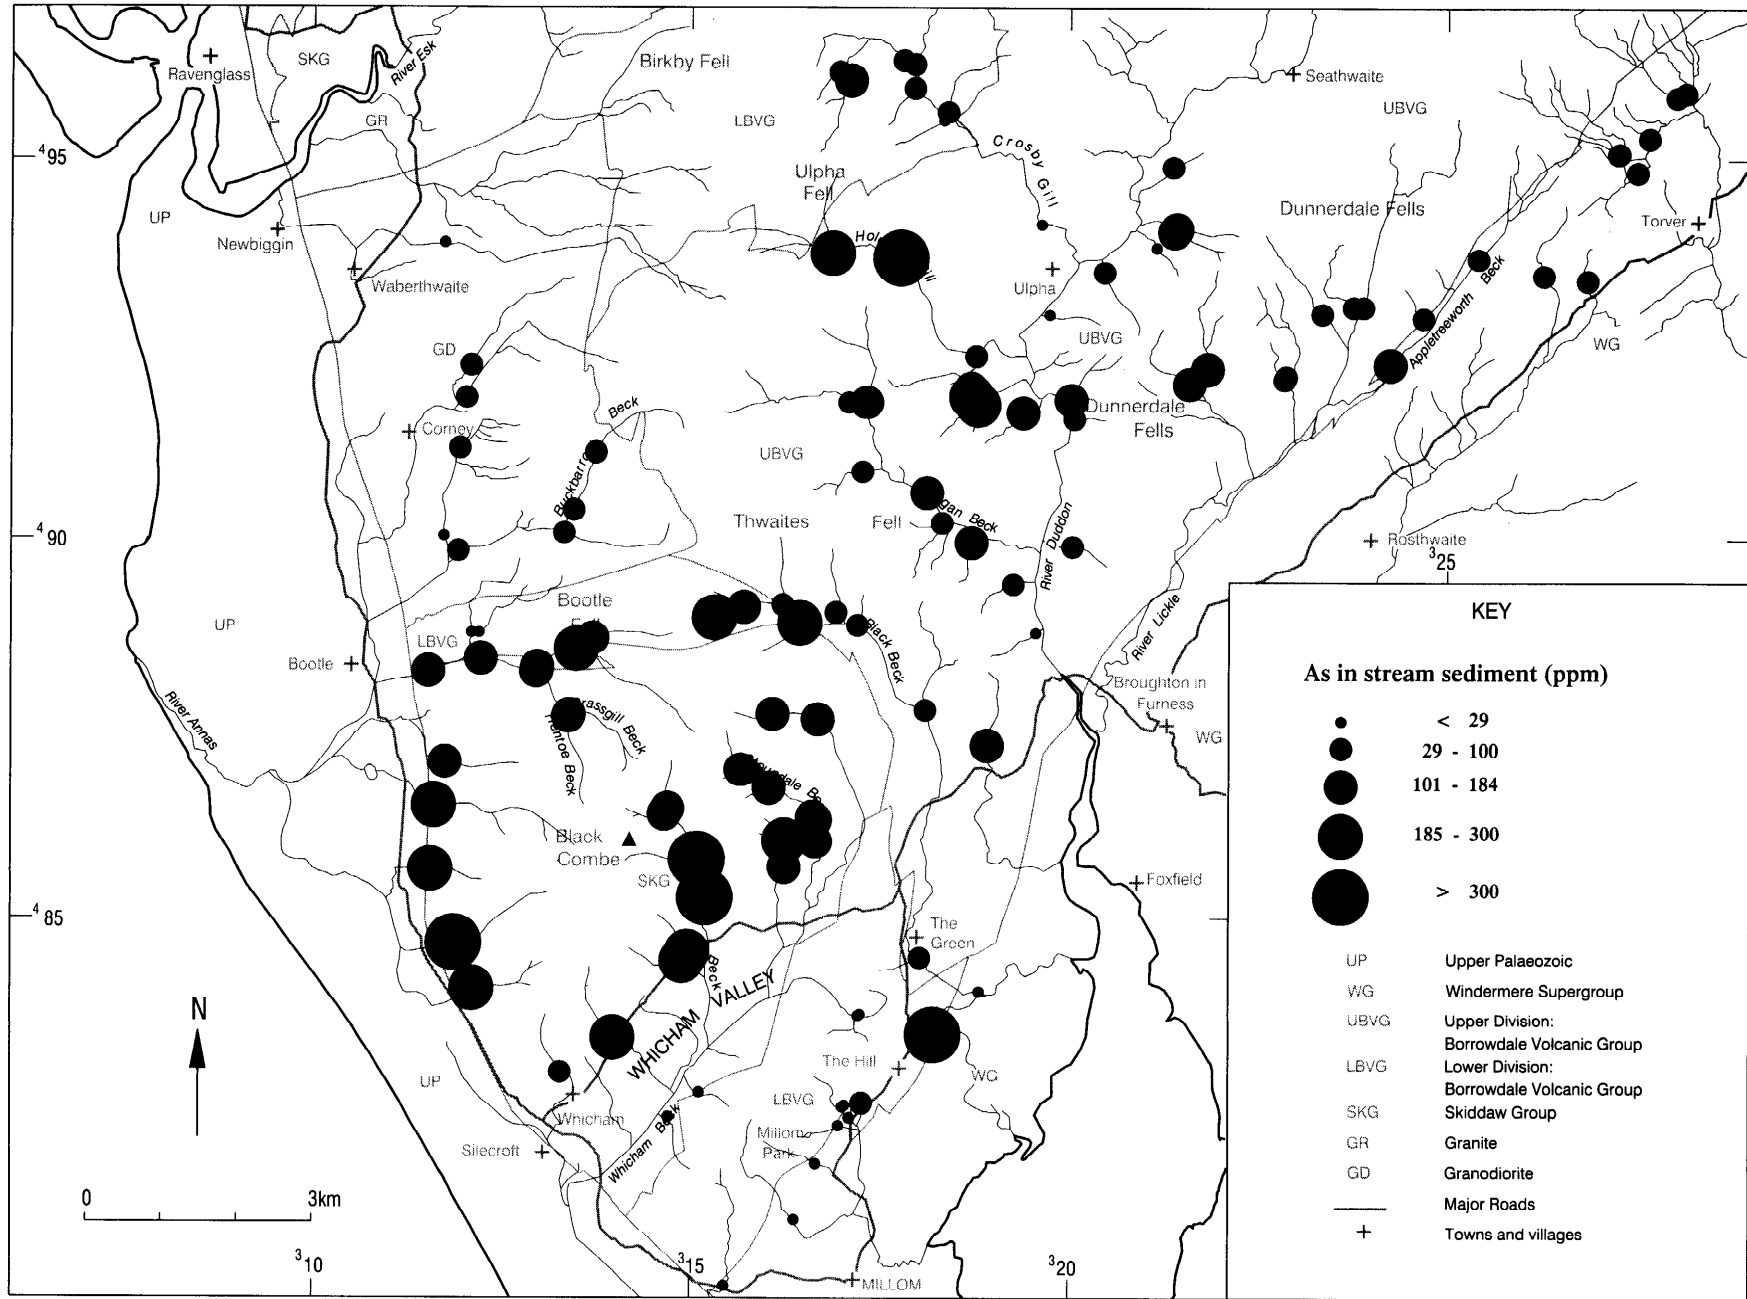 SKG
Ravenglass
River Esk
Birkby Fell
Seathwaite
UBVG
LBVG
GR
Crosby Gill
⁴95
Ulpha
Fell
UP
Dunnerdale Fells
Newbiggin
Torver
Waberthwaite
Ulpha
Appletreeworth Beck
UBVG
WG
GD
Beck
Dunnerdale
Fells
Corney
UBVG
Thwaites
Fell
River Duddon
⁴90
Rosthwaite
³25
Bootle
UP
LBVG
Bootle
Black Beck
River Lickle
Broughton in
Furness
WG
River Annas
Black
Combe
SKG
Foxfield
⁴85
The
Green
Beck
WHICHAM VALLEY
N
The Hill
WG
UP
LBVG
Whicham
Millom
Park
Silecroft
Whicham Beck
0 3km
³10
³15
³20
MILLOM
KEY
As in stream sediment (ppm)
< 29
29 - 100
101 - 184
185 - 300
> 300
UP Upper Palaeozoic
WG Windermere Supergroup
UBVG Upper Division:
Borrowdale Volcanic Group
LBVG Lower Division:
Borrowdale Volcanic Group
SKG Skiddaw Group
GR Granite
GD Granodiorite
Major Roads
Towns and villages